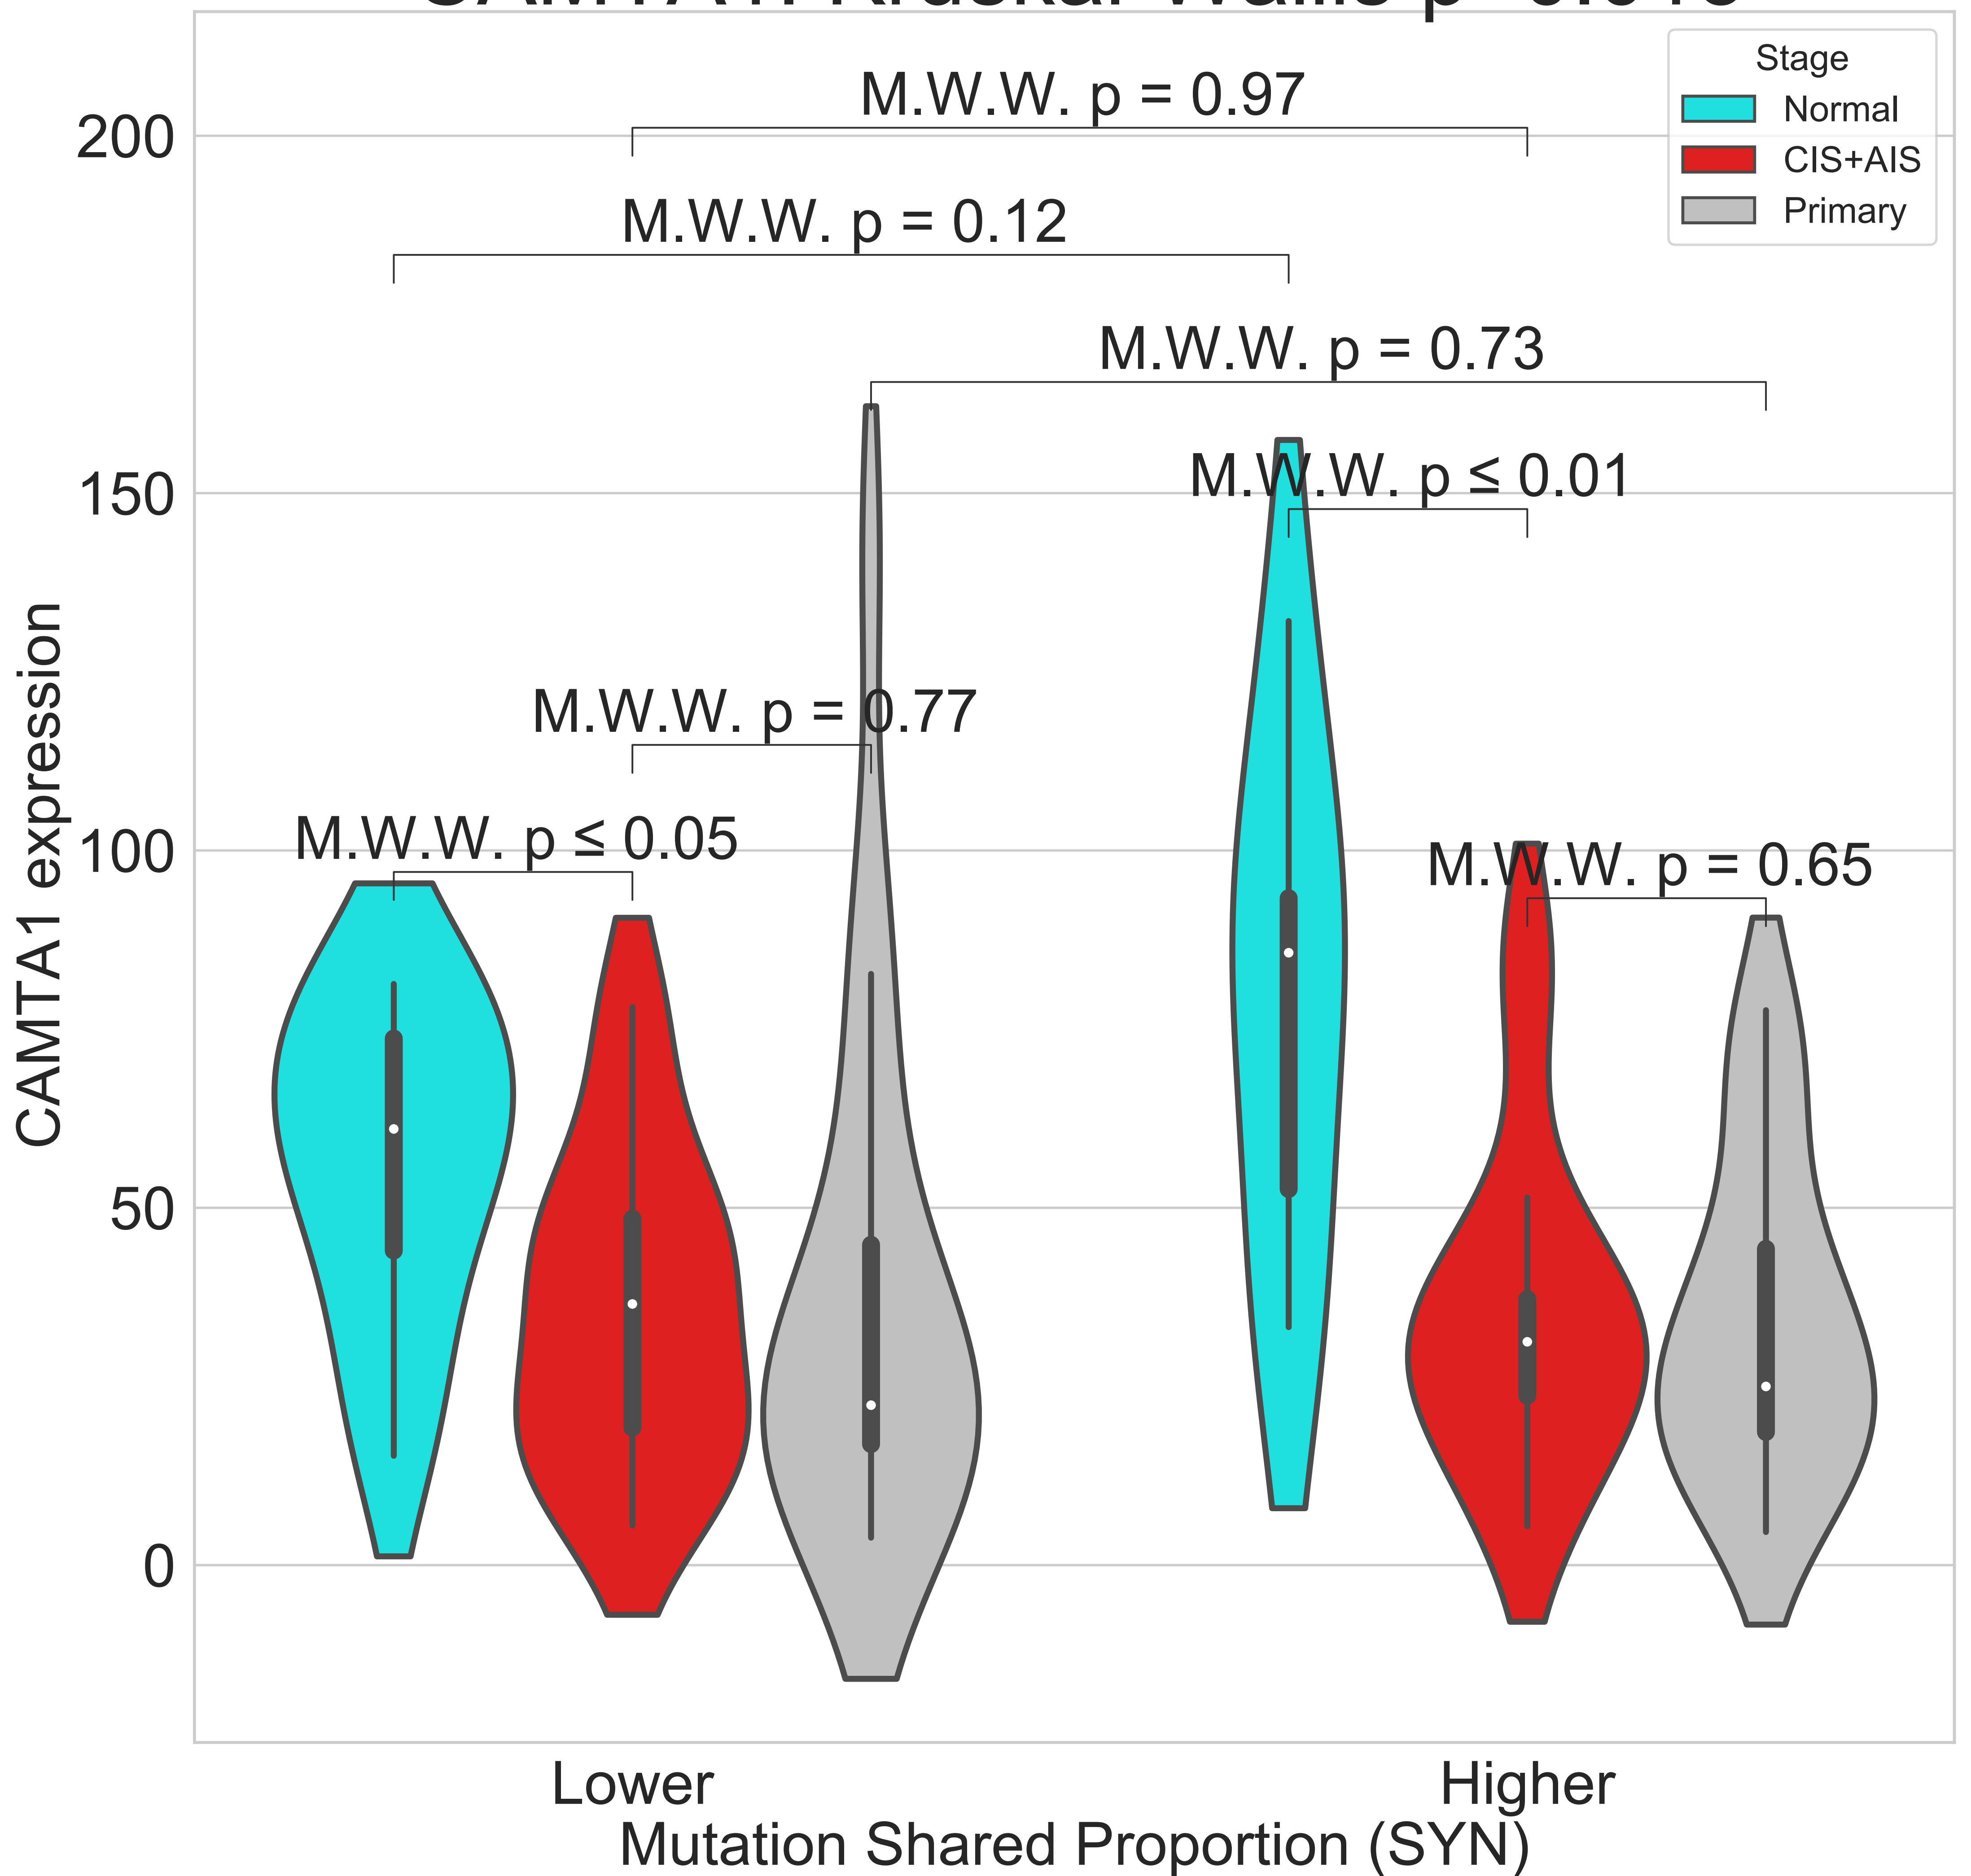 Stage
Normal
CIS+AIS
Primary
M.W.W. p = 0.97
M.W.W. p = 0.12
M.W.W. p = 0.73
M.W.W. p ≤ 0.01
M.W.W. p = 0.77
M.W.W. p ≤ 0.05
M.W.W. p = 0.65
200
150
100
50
0
CAMTA1 expression
Lower
Higher
Mutation Shared Proportion (SYN)